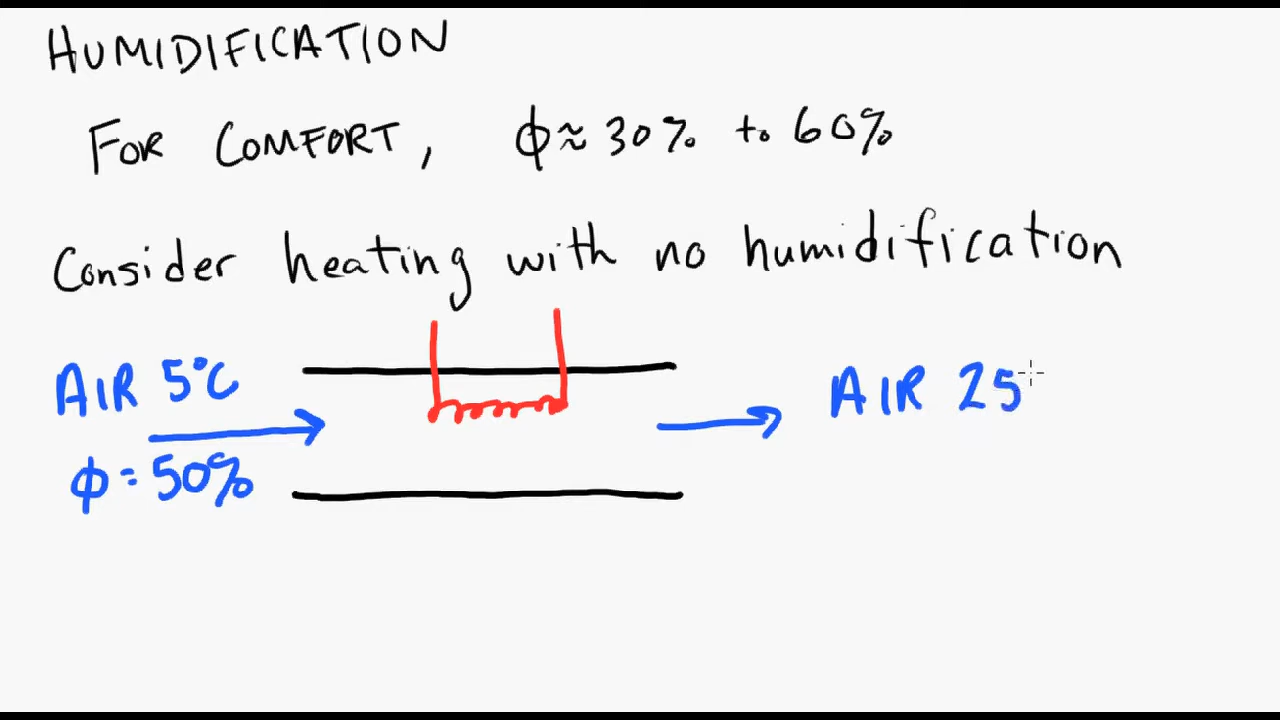 HUMIDIFICATION
FOR COMFORT, φ ≈ 30% to 60%
Consider heating with no humidification
AIR 5°C
AIR 25
φ = 50%